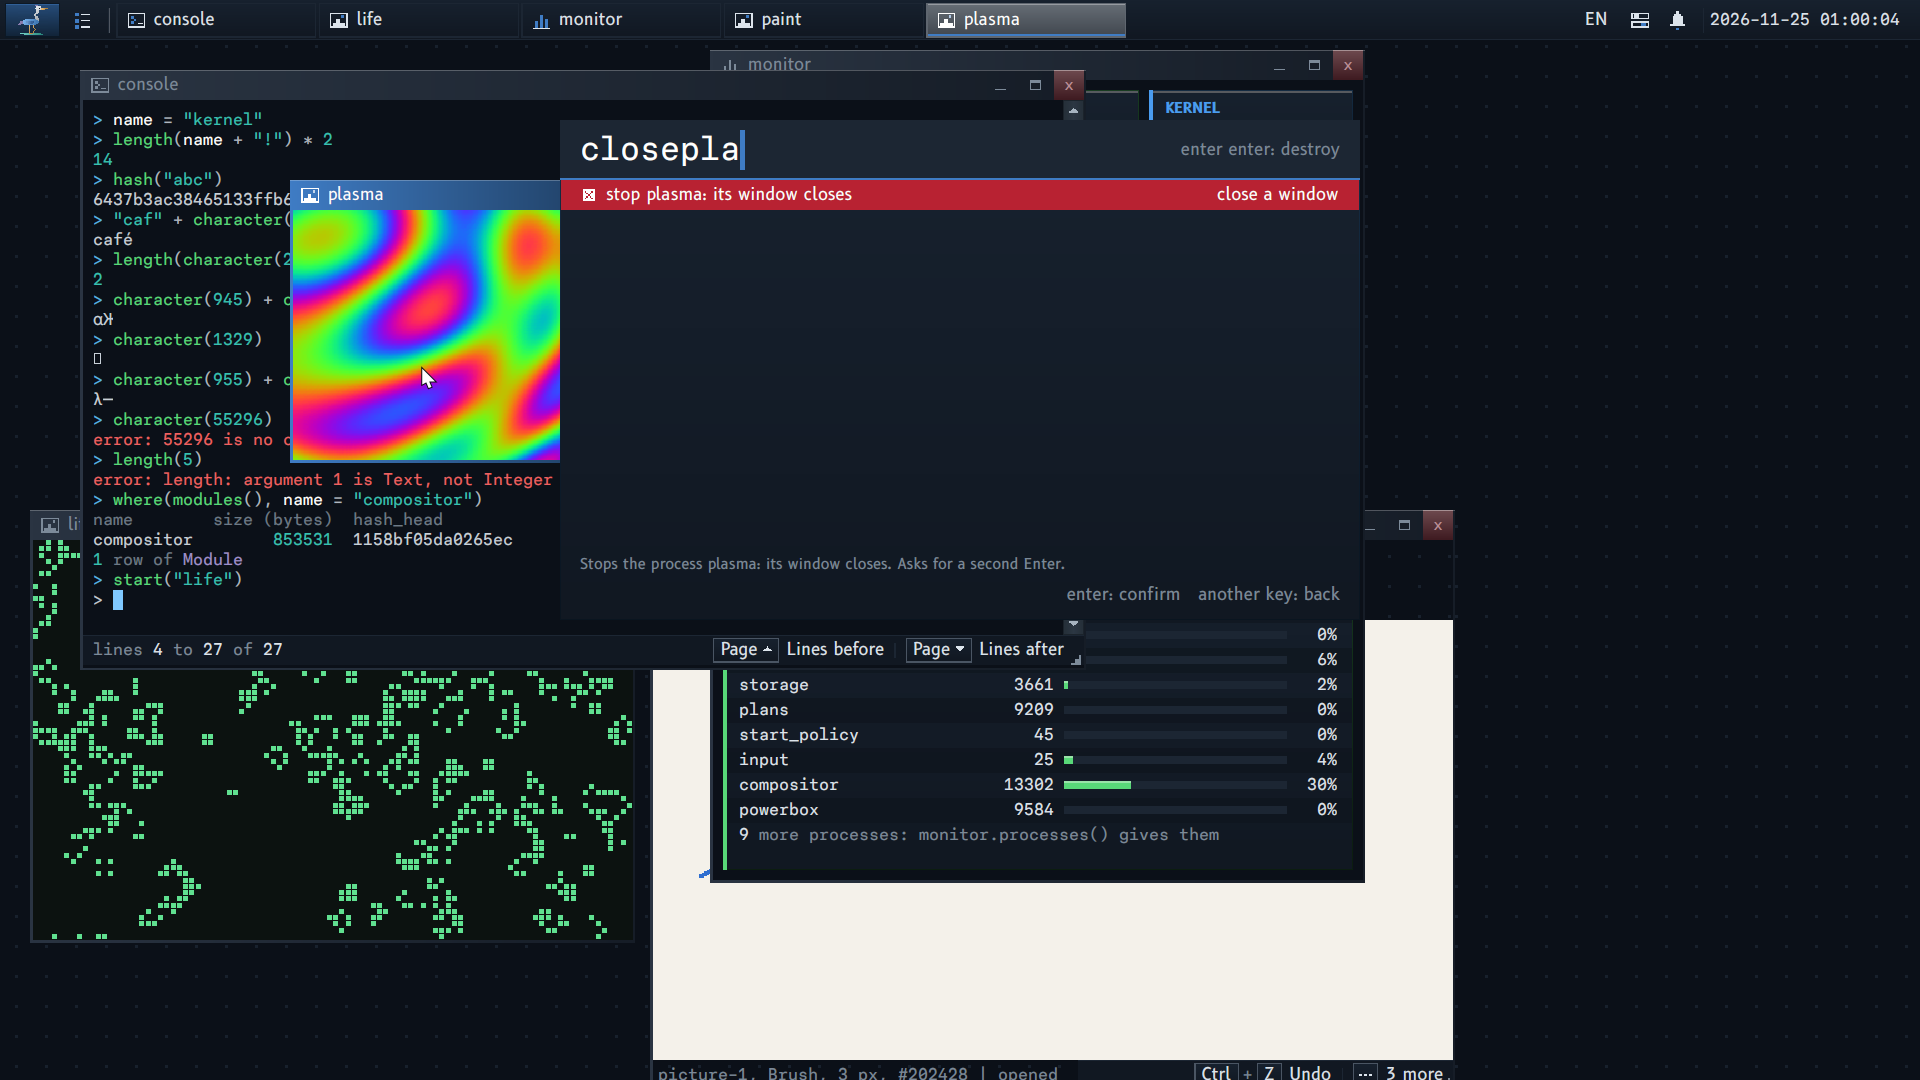 console
life
monitor
paint
plasma
EN
2026-11-25 01:00:04
monitor
console
KERNEL
> name = "kernel"
> length(name + "!") * 2
14
> hash("abc")
6437b3ac38465133ffb6
> "caf" + character(
café
> length(character(2
2
> character(945) + c
αЖ
> character(1329)
> character(955) + c
λ—
> character(55296)
error: 55296 is no c
> length(5)
error: length: argument 1 is Text, not Integer
> where(modules(), name = "compositor")
name size (bytes) hash_head
compositor 853531 1158bf05da0265ec
1 row of Module
> start("life")
>
lines 4 to 27 of 27
Page Lines before
Page Lines after
plasma
closepla
enter enter: destroy
stop plasma: its window closes
close a window
Stops the process plasma: its window closes. Asks for a second Enter.
enter: confirm another key: back
li
0%
6%
storage 3661 2%
plans 9209 0%
start_policy 45 0%
input 25 4%
compositor 13302 30%
powerbox 9584 0%
9 more processes: monitor.processes() gives them
picture-1, Brush, 3 px, #202428 | opened
Ctrl + Z Undo
3 more